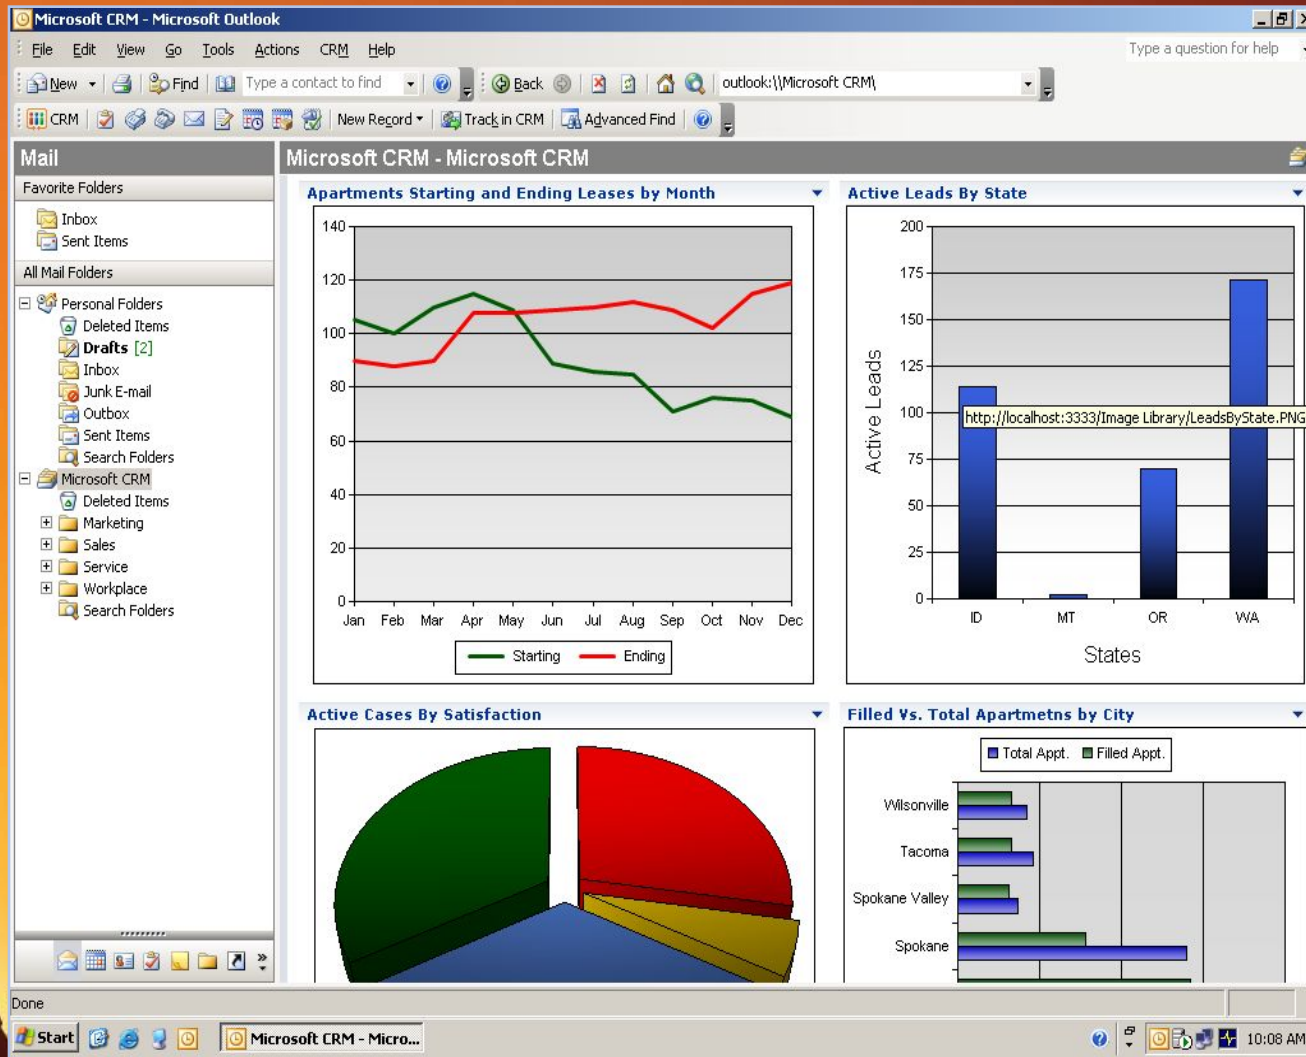 Microsoft CRM - Microsoft Outlook
File Edit View Go Tools Actions CRM Help
Type a question for help
New Find Type a contact to find Back outlook:\\Microsoft CRM\
CRM New Record Track in CRM Advanced Find
Mail
Favorite Folders
Inbox
Sent Items
All Mail Folders
Personal Folders
Deleted Items
Drafts [2]
Inbox
Junk E-mail
Outbox
Sent Items
Search Folders
Microsoft CRM
Deleted Items
Marketing
Sales
Service
Workplace
Search Folders
Microsoft CRM - Microsoft CRM
Apartments Starting and Ending Leases by Month
140
120
100
80
60
40
20
0
Jan Feb Mar Apr May Jun Jul Aug Sep Oct Nov Dec
Starting Ending
Active Leads By State
200
175
150
125
100
75
50
25
0
Active Leads
http://localhost:3333/Image Library/LeadsByState.PNG
ID MT OR WA
States
Active Cases By Satisfaction
Filled Vs. Total Apartmetns by City
Total Appt. Filled Appt.
Wilsonville
Tacoma
Spokane Valley
Spokane
Done
Start Microsoft CRM - Micro... 10:08 AM